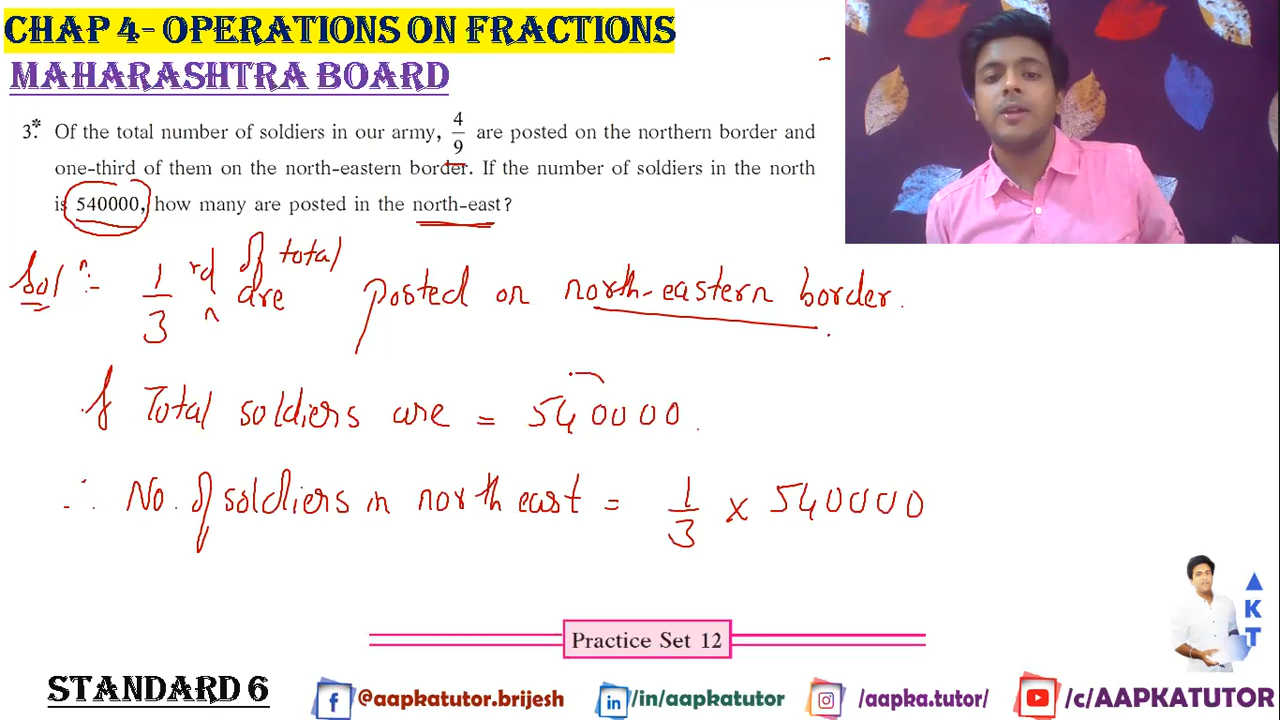 CHAP 4- OPERATIONS ON FRACTIONS
MAHARASHTRA BOARD
3*. Of the total number of soldiers in our army, 4/9 are posted on the northern border and
one-third of them on the north-eastern border. If the number of soldiers in the north
is 540000, how many are posted in the north-east?
Solⁿ :- 1/3 rd of total are posted on north-eastern border.
If Total soldiers are = 540000.
∴ No. of soldiers in north east = 1/3 × 540000
AKT
Practice Set 12
STANDARD 6
@aapkatutor.brijesh
/in/aapkatutor
/aapka.tutor/
/c/AAPKATUTOR